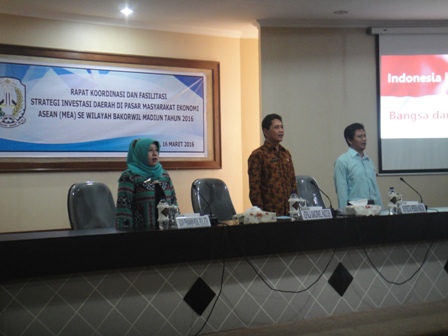 RAPAT KOORDINASI DAN FASILITASI
STRATEGI INVESTASI DAERAH DI PASAR MASYARAKAT EKONOMI
ASEAN (MEA) SE WILAYAH BAKORWIL MADIUN TAHUN 2016
, 16 MARET 2016
Indonesia
Bangsa da